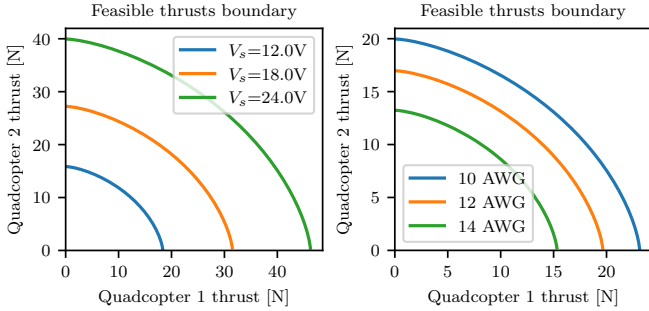 Feasible thrusts boundary
Quadcopter 2 thrust [N]
40
30
20
10
0
V_s=12.0V
V_s=18.0V
V_s=24.0V
0 10 20 30 40
Quadcopter 1 thrust [N]
Feasible thrusts boundary
Quadcopter 2 thrust [N]
20
15
10
5
0
10 AWG
12 AWG
14 AWG
0 5 10 15 20
Quadcopter 1 thrust [N]